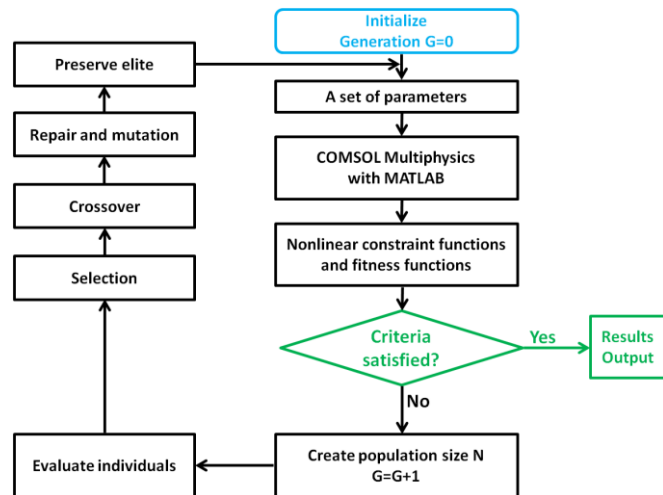 Initialize
Generation G=0
Preserve elite
A set of parameters
Repair and mutation
COMSOL Multiphysics
with MATLAB
Crossover
Nonlinear constraint functions
and fitness functions
Selection
Criteria
satisfied?
Yes
Results
Output
No
Evaluate individuals
Create population size N
G=G+1